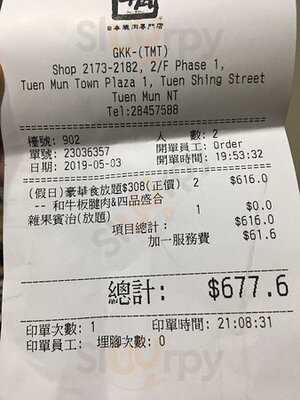 日本燒肉專門店
GKK-(TMT)
Shop 2173-2182, 2/F Phase 1,
Tuen Mun Town Plaza 1, Tuen Shing Street
Tuen Mun NT
Tel:28457588
檯號: 902 人 數: 2
單號: 23036357 開單員工: Order
日期: 2019-05-03 開單時間: 19:53:32
(假日)豪華食放題$308(正價) 2 $616.0
-- 和牛板腱肉&四品盛合
雜果賓治(放題) 1 $0.0
項目總計: $616.0
加一服務費 $61.6
總計: $677.6
印單次數: 1 印單時間: 21:08:31
印單員工: 埋腳次數: 0